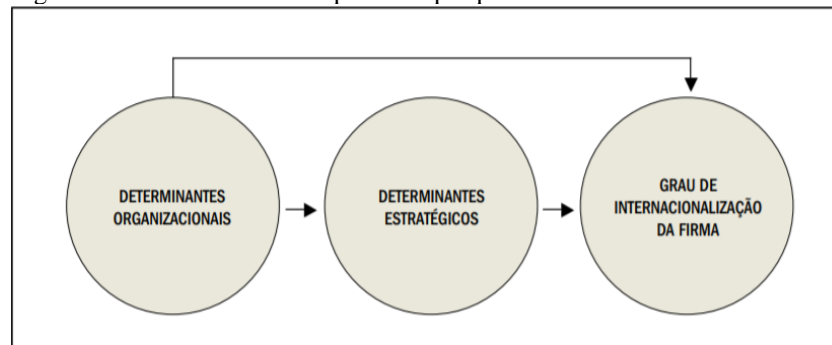 DETERMINANTES
ORGANIZACIONAIS
DETERMINANTES
ESTRATÉGICOS
GRAU DE
INTERNACIONALIZAÇÃO
DA FIRMA